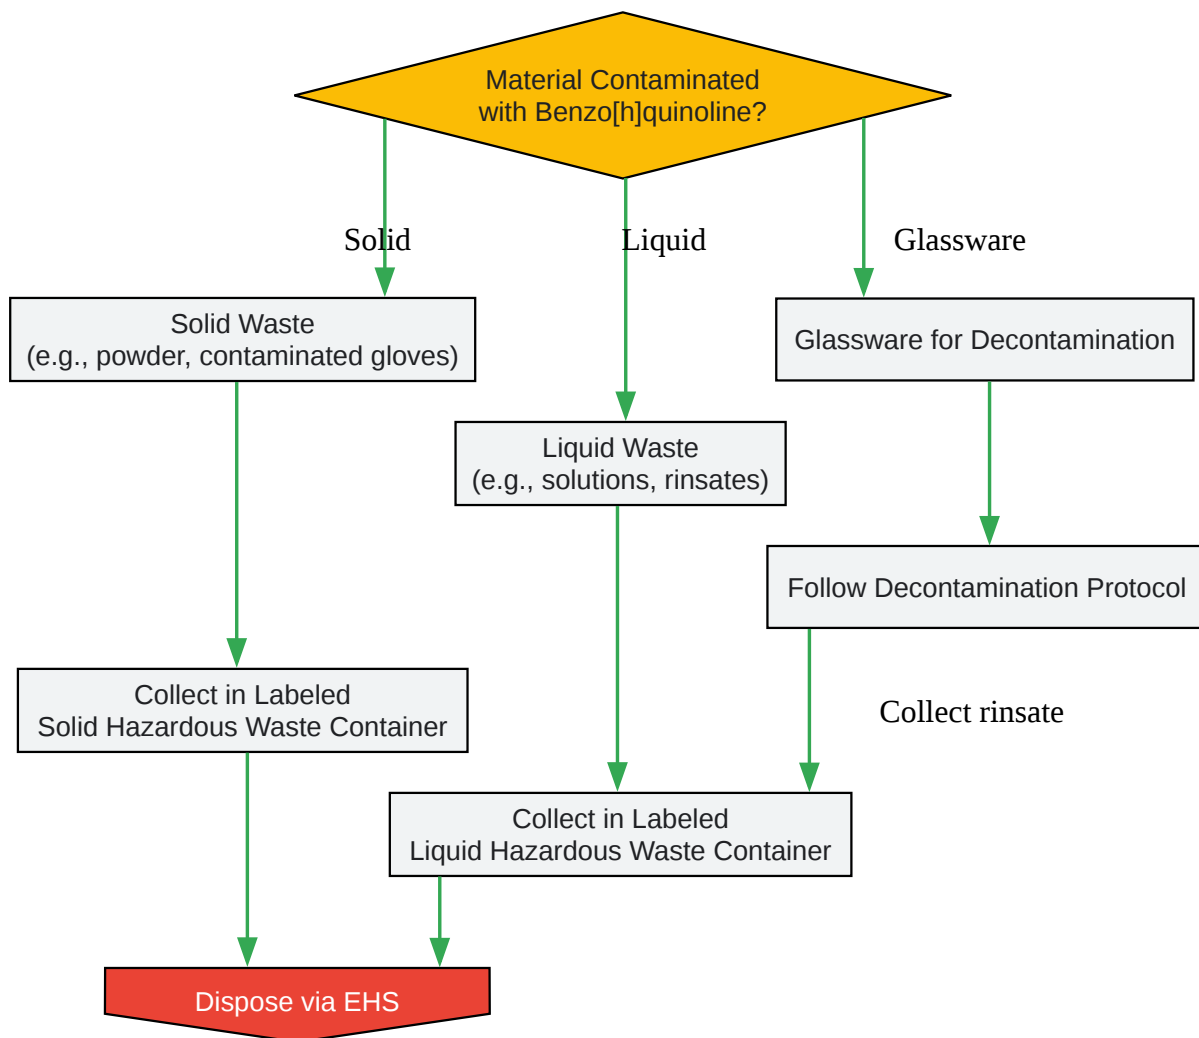 Material Contaminated
with Benzo[h]quinoline?
Solid
Liquid
Glassware
Solid Waste
(e.g., powder, contaminated gloves)
Glassware for Decontamination
Liquid Waste
(e.g., solutions, rinsates)
Follow Decontamination Protocol
Collect in Labeled
Solid Hazardous Waste Container
Collect rinsate
Collect in Labeled
Liquid Hazardous Waste Container
Dispose via EHS